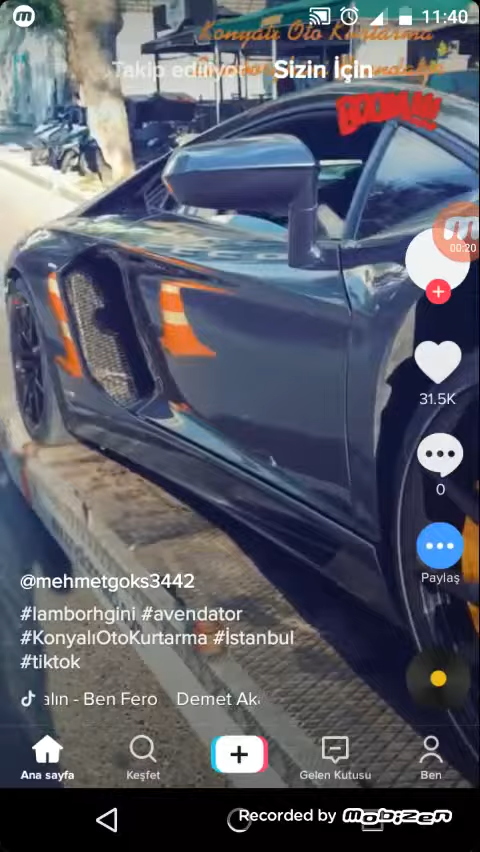 11:40
Konyalı Oto Kurtarma
Takip ediliyor
Sizin İçin
00:20
31.5K
0
Paylaş
@mehmetgoks3442
#lamborhgini #avendator
#KonyalıOtoKurtarma #İstanbul
#tiktok
alın - Ben Fero Demet Ak
Ana sayfa
Keşfet
Gelen Kutusu
Ben
Recorded by mobizen